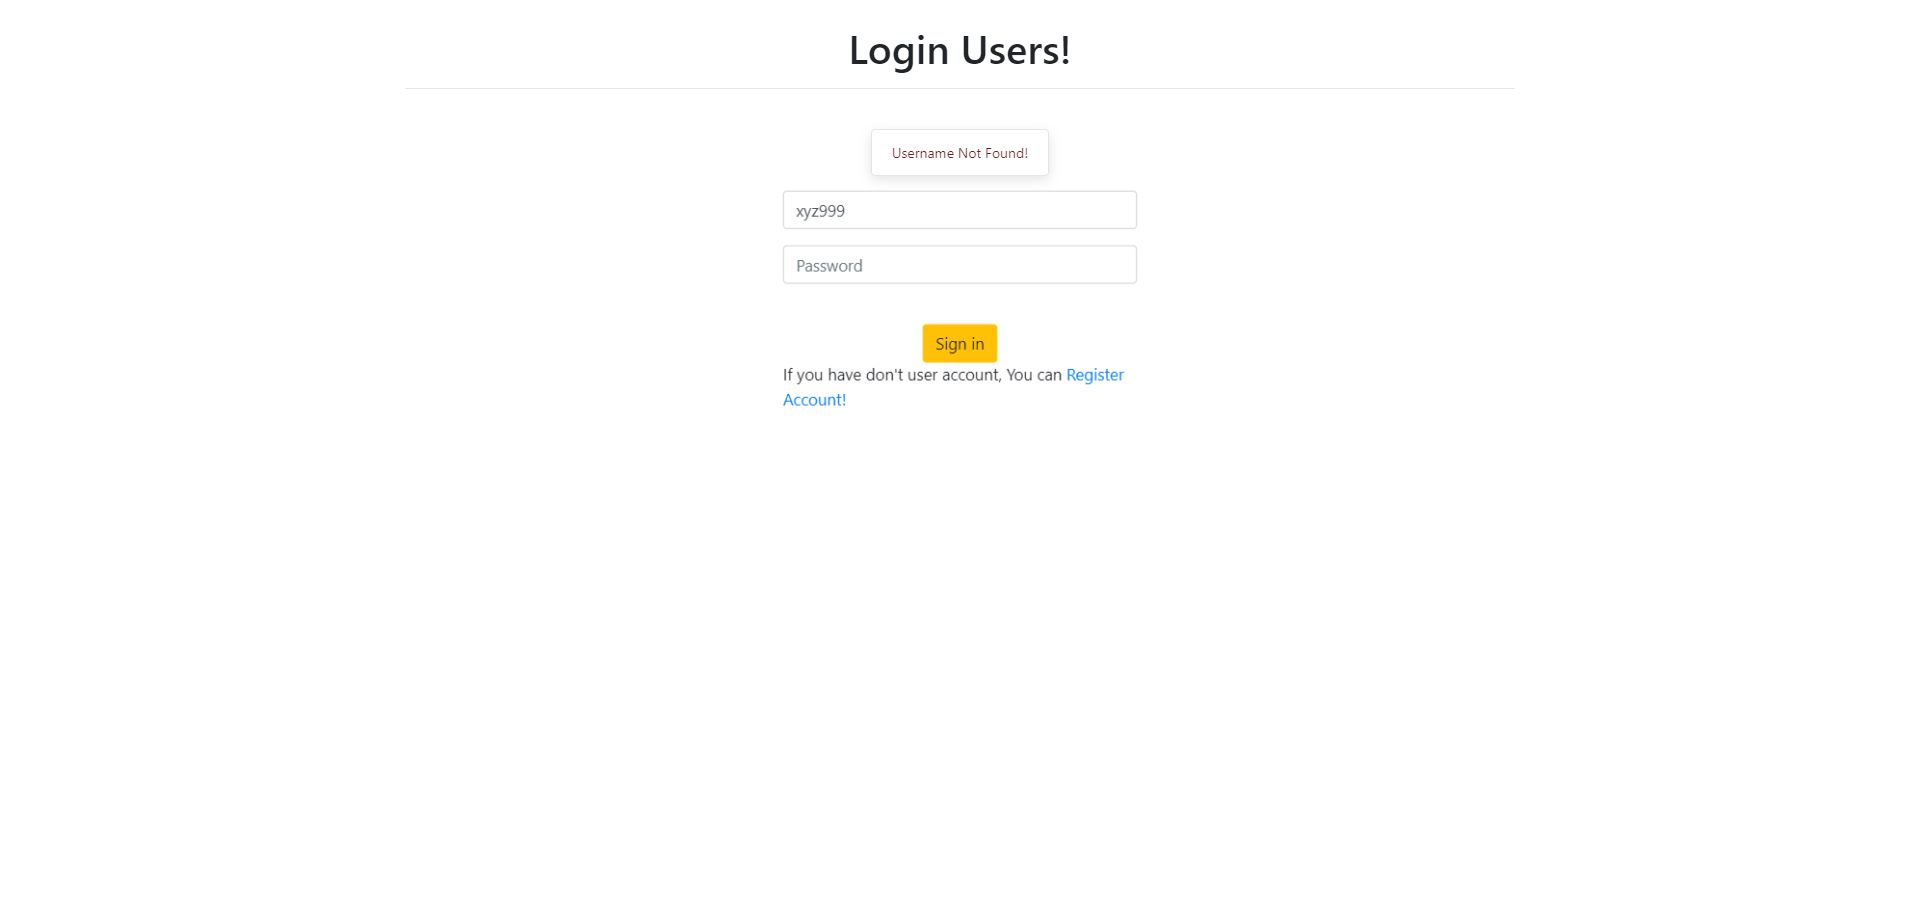 Login Users!
Username Not Found!
xyz999
Password
Sign in
If you have don't user account, You can Register
Account!